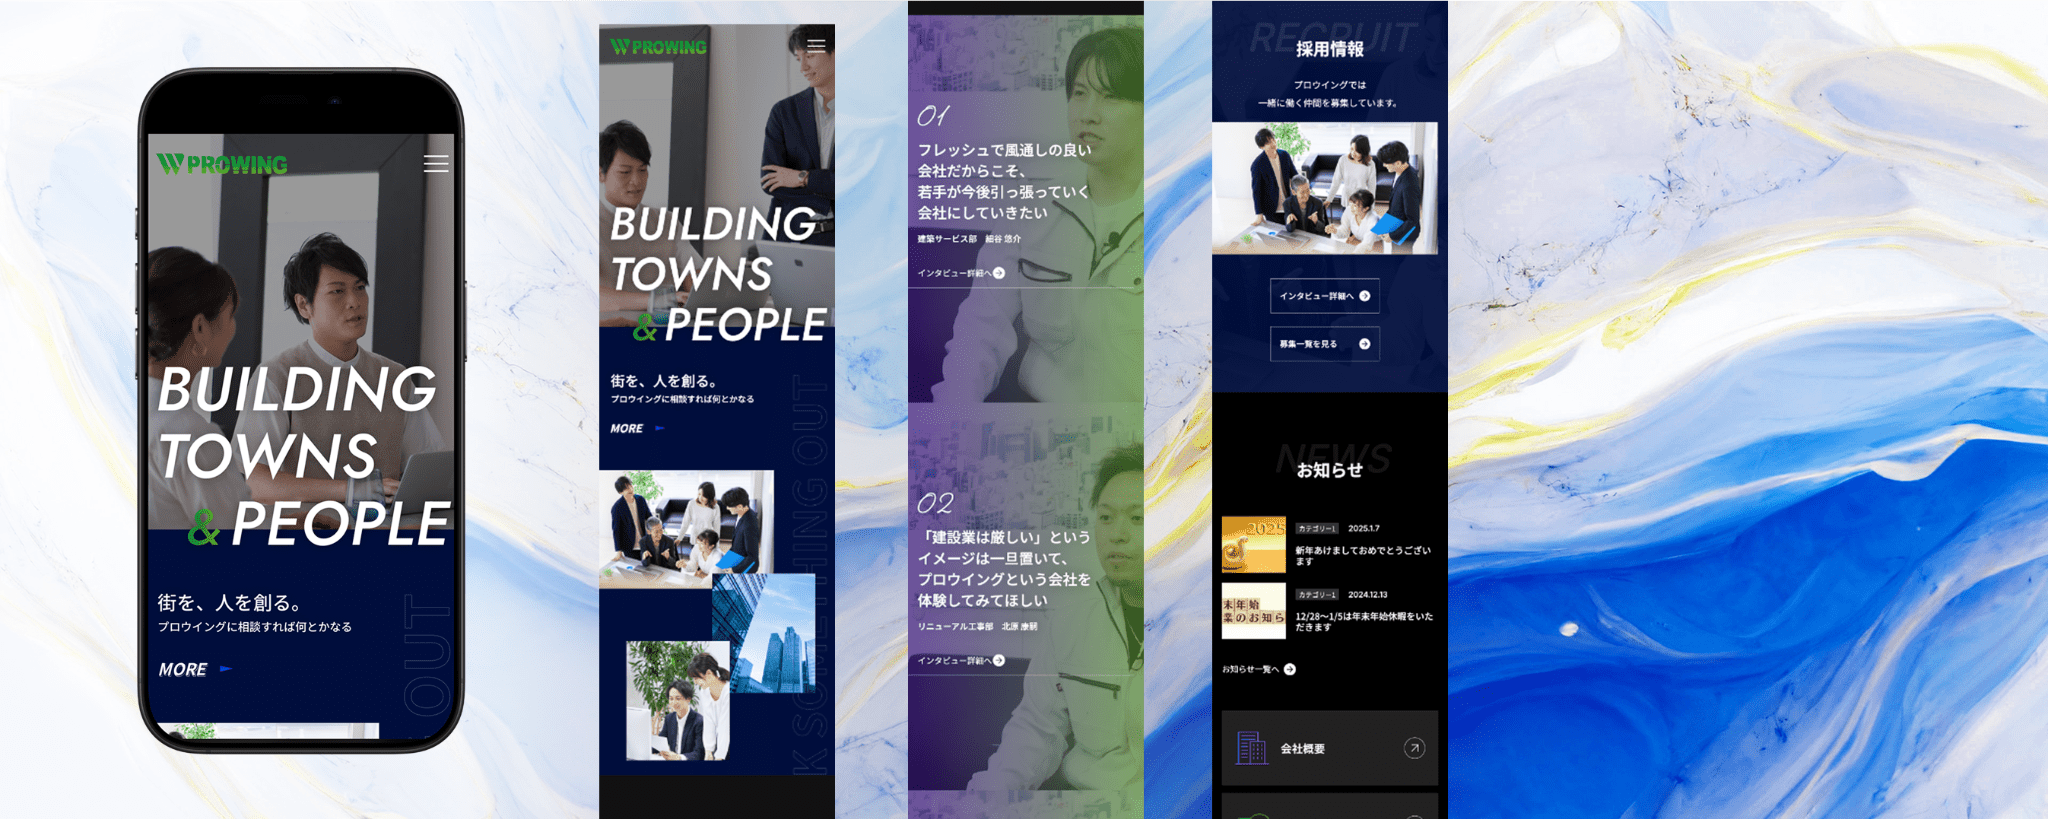 PROWING
BUILDING
TOWNS
& PEOPLE
街を、人を創る。
プロウイングに相談すれば何とかなる
MORE
OUT
PROWING
BUILDING
TOWNS
& PEOPLE
街を、人を創る。
プロウイングに相談すれば何とかなる
MORE
K SOMETHING OUT
01
フレッシュで風通しの良い
会社だからこそ、
若手が今後引っ張っていく
会社にしていきたい
建築サービス部 細谷 悠介
インタビュー詳細へ
02
「建設業は厳しい」という
イメージは一旦置いて、
プロウイングという会社を
体験してみてほしい
リニューアル工事部 北原 康嗣
インタビュー詳細へ
RECRUIT
採用情報
プロウイングでは
一緒に働く仲間を募集しています。
インタビュー詳細へ
募集一覧を見る
NEWS
お知らせ
2025
カテゴリー1 2025.1.7
新年あけましておめでとうござい
ます
末年始
業のお知ら
カテゴリー1 2024.12.13
12/28〜1/5は年末年始休暇をいた
だきます
お知らせ一覧へ
会社概要